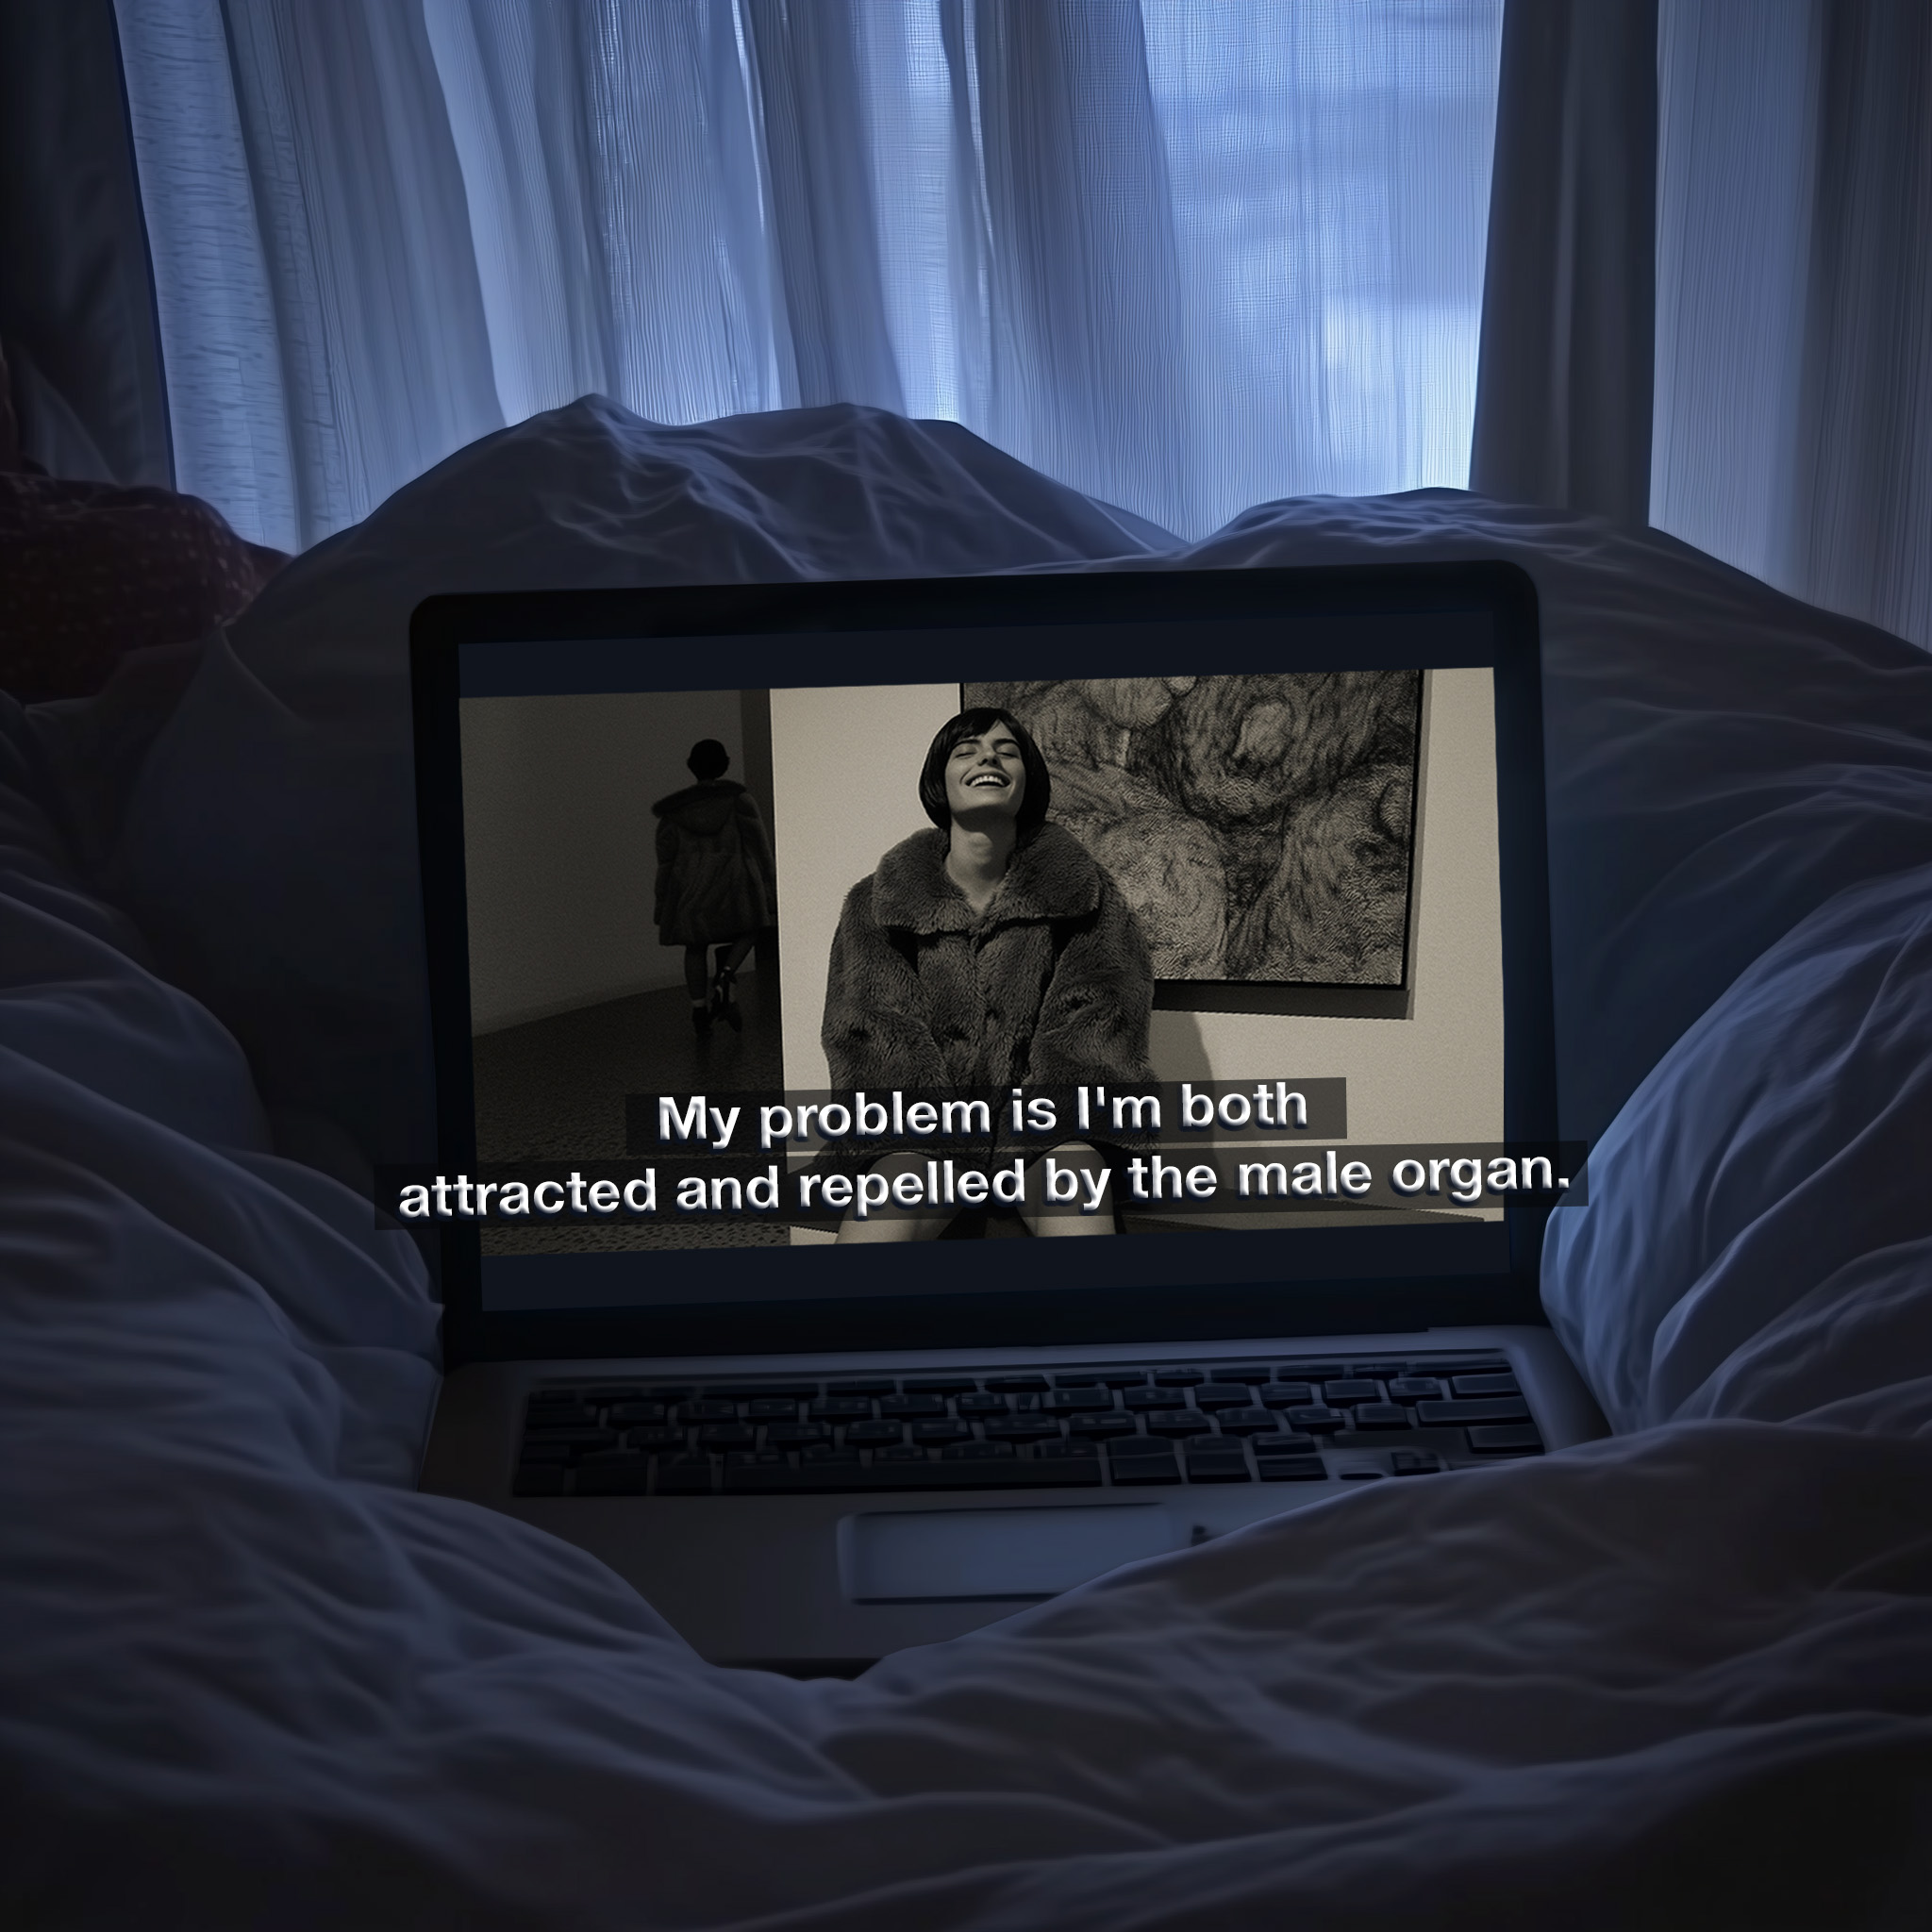 My problem is I'm both
attracted and repelled by the male organ.